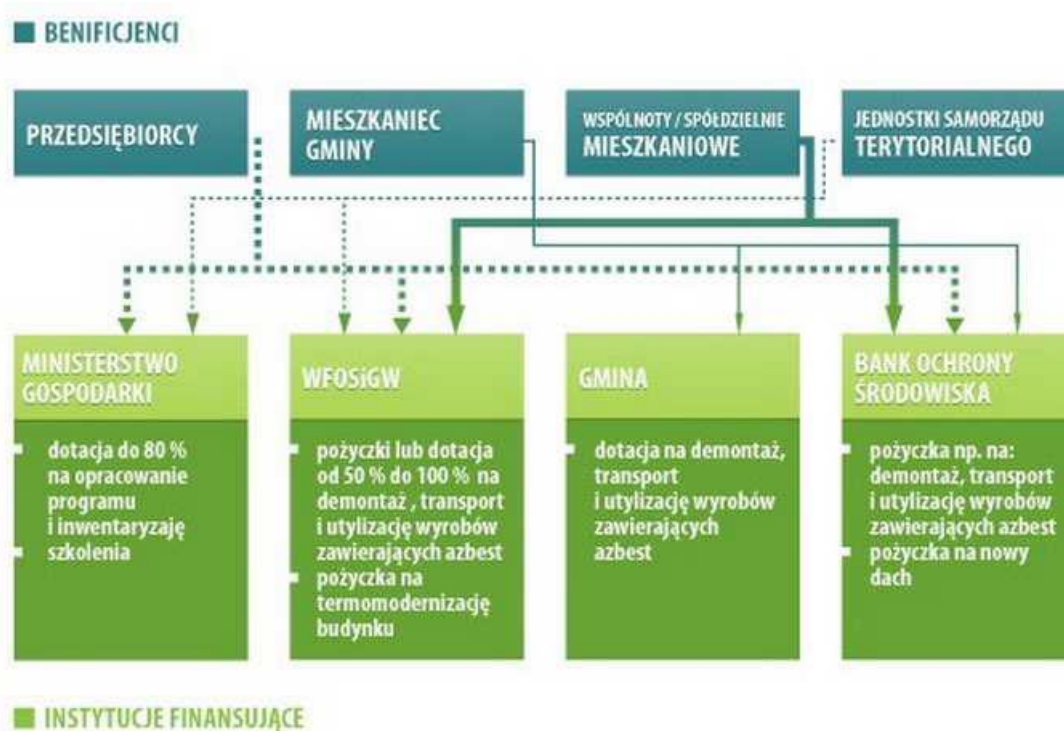 BENIFICJENCI
PRZEDSIĘBIORCY
MIESZKANIEC
GMINY
WSPÓLNOTY / SPÓŁDZIELNIE
MIESZKANIOWE
JEDNOSTKI SAMORZĄDU
TERYTORIALNEGO
MINISTERSTWO
GOSPODARKI
dotacja do 80 %
na opracowanie
programu
i inwentaryzaję
szkolenia
WFOSiGW
pożyczki lub dotacja
od 50 % do 100 % na
demontaż , transport
i utylizację wyrobów
zawierających azbest
pożyczka na
termomodernizację
budynku
GMINA
dotacja na demontaż,
transport
i utylizację wyrobów
zawierających
azbest
BANK OCHRONY
ŚRODOWISKA
pożyczka np. na:
demontaż, transport
i utylizację wyrobów
zawierających azbest
pożyczka na nowy
dach
INSTYTUCJE FINANSUJĄCE